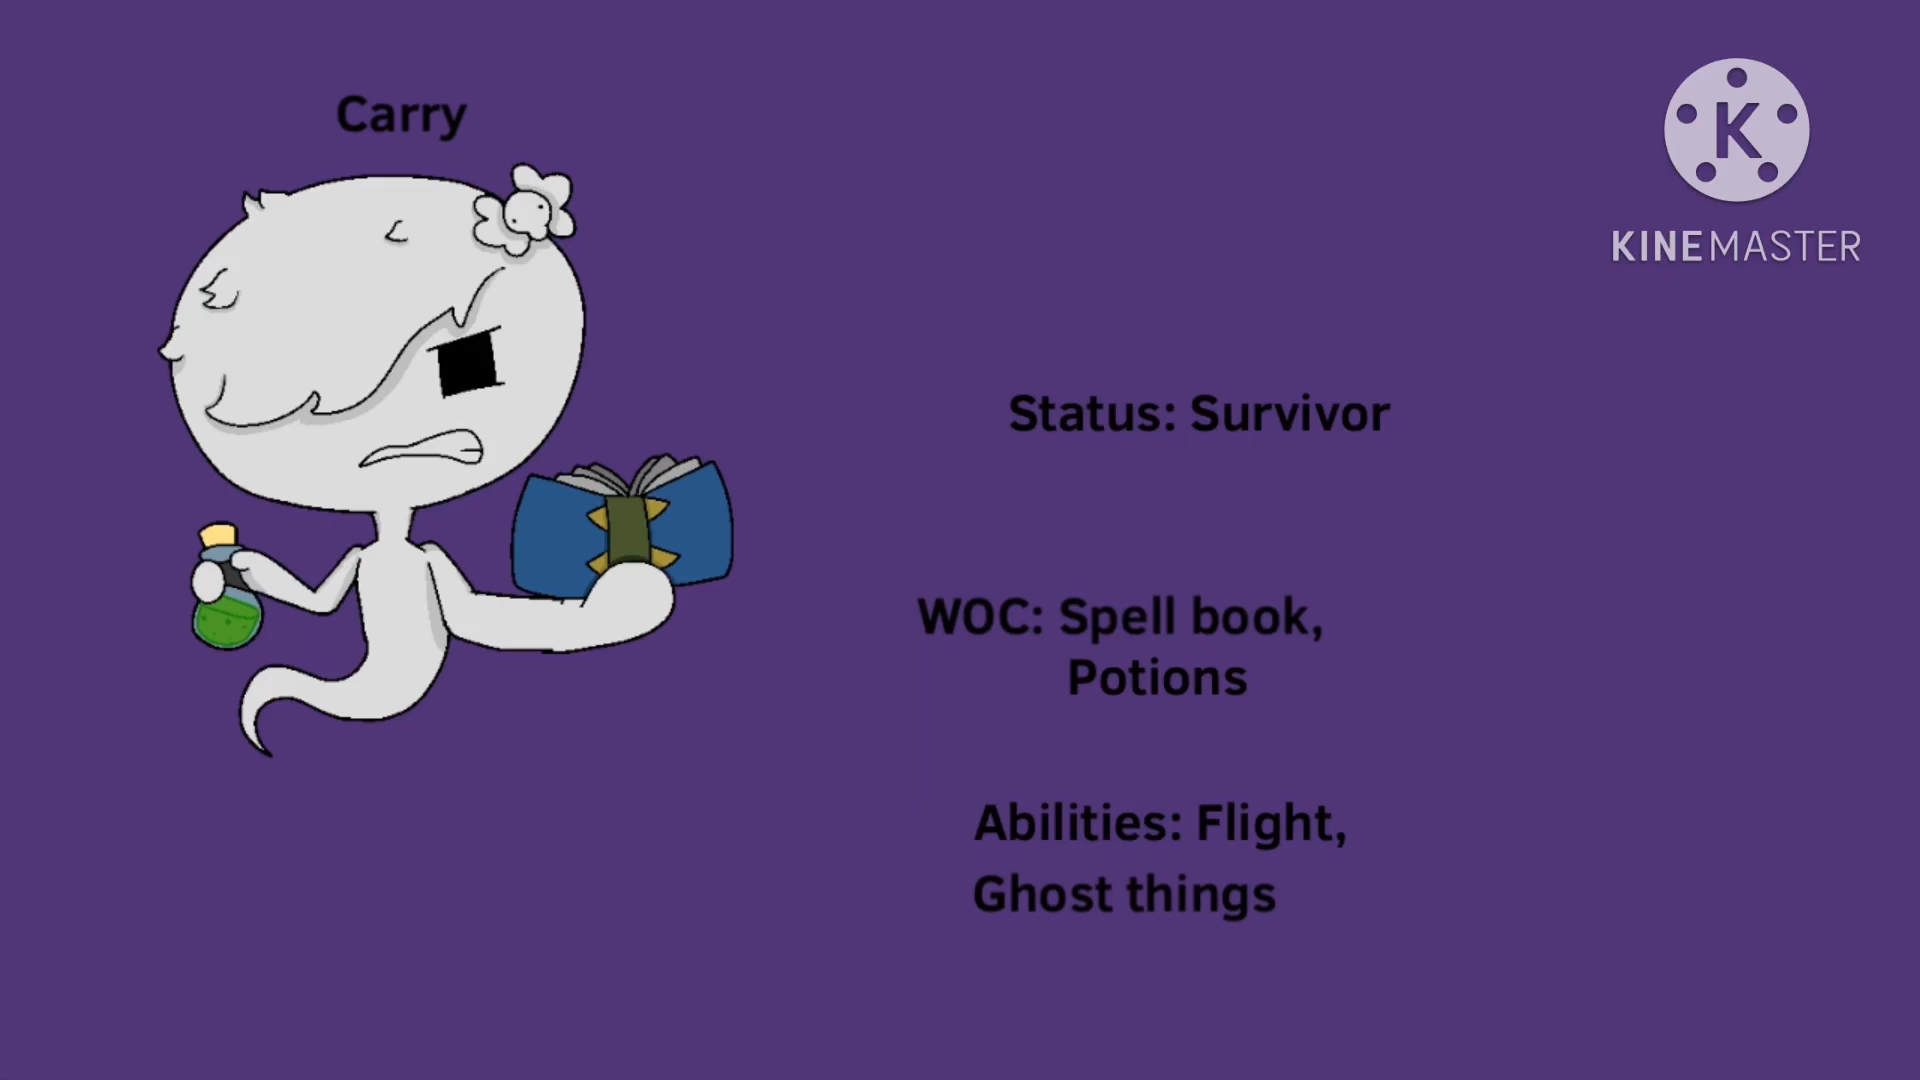 Carry
K
KINEMASTER
Status: Survivor
WOC: Spell book,
Potions
Abilities: Flight,
Ghost things